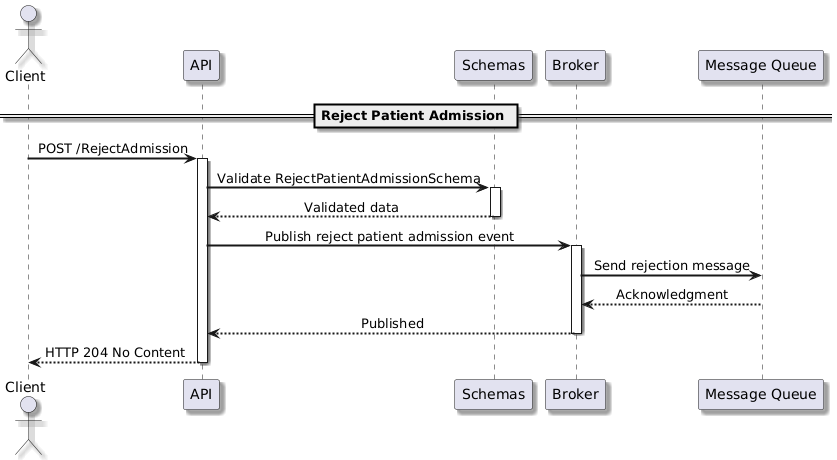 Client
API
Schemas
Broker
Message Queue
Reject Patient Admission
POST /RejectAdmission
Validate RejectPatientAdmissionSchema
Validated data
Publish reject patient admission event
Send rejection message
Acknowledgment
Published
HTTP 204 No Content
Client
API
Schemas
Broker
Message Queue